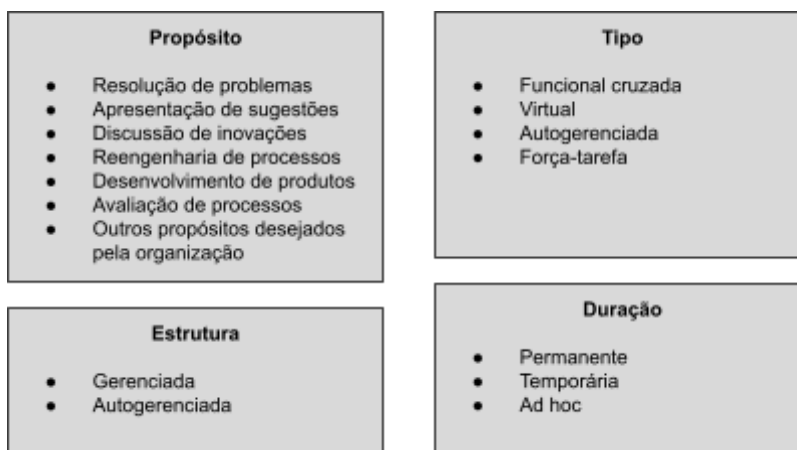 Propósito
● Resolução de problemas
● Apresentação de sugestões
● Discussão de inovações
● Reengenharia de processos
● Desenvolvimento de produtos
● Avaliação de processos
● Outros propósitos desejados
pela organização
Tipo
● Funcional cruzada
● Virtual
● Autogerenciada
● Força-tarefa
Estrutura
● Gerenciada
● Autogerenciada
Duração
● Permanente
● Temporária
● Ad hoc